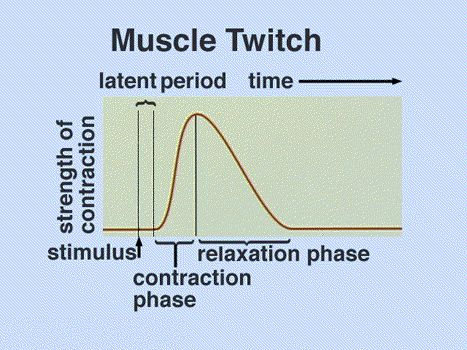 Muscle Twitch
latent period time
strength of
contraction
stimulus
relaxation phase
contraction
phase